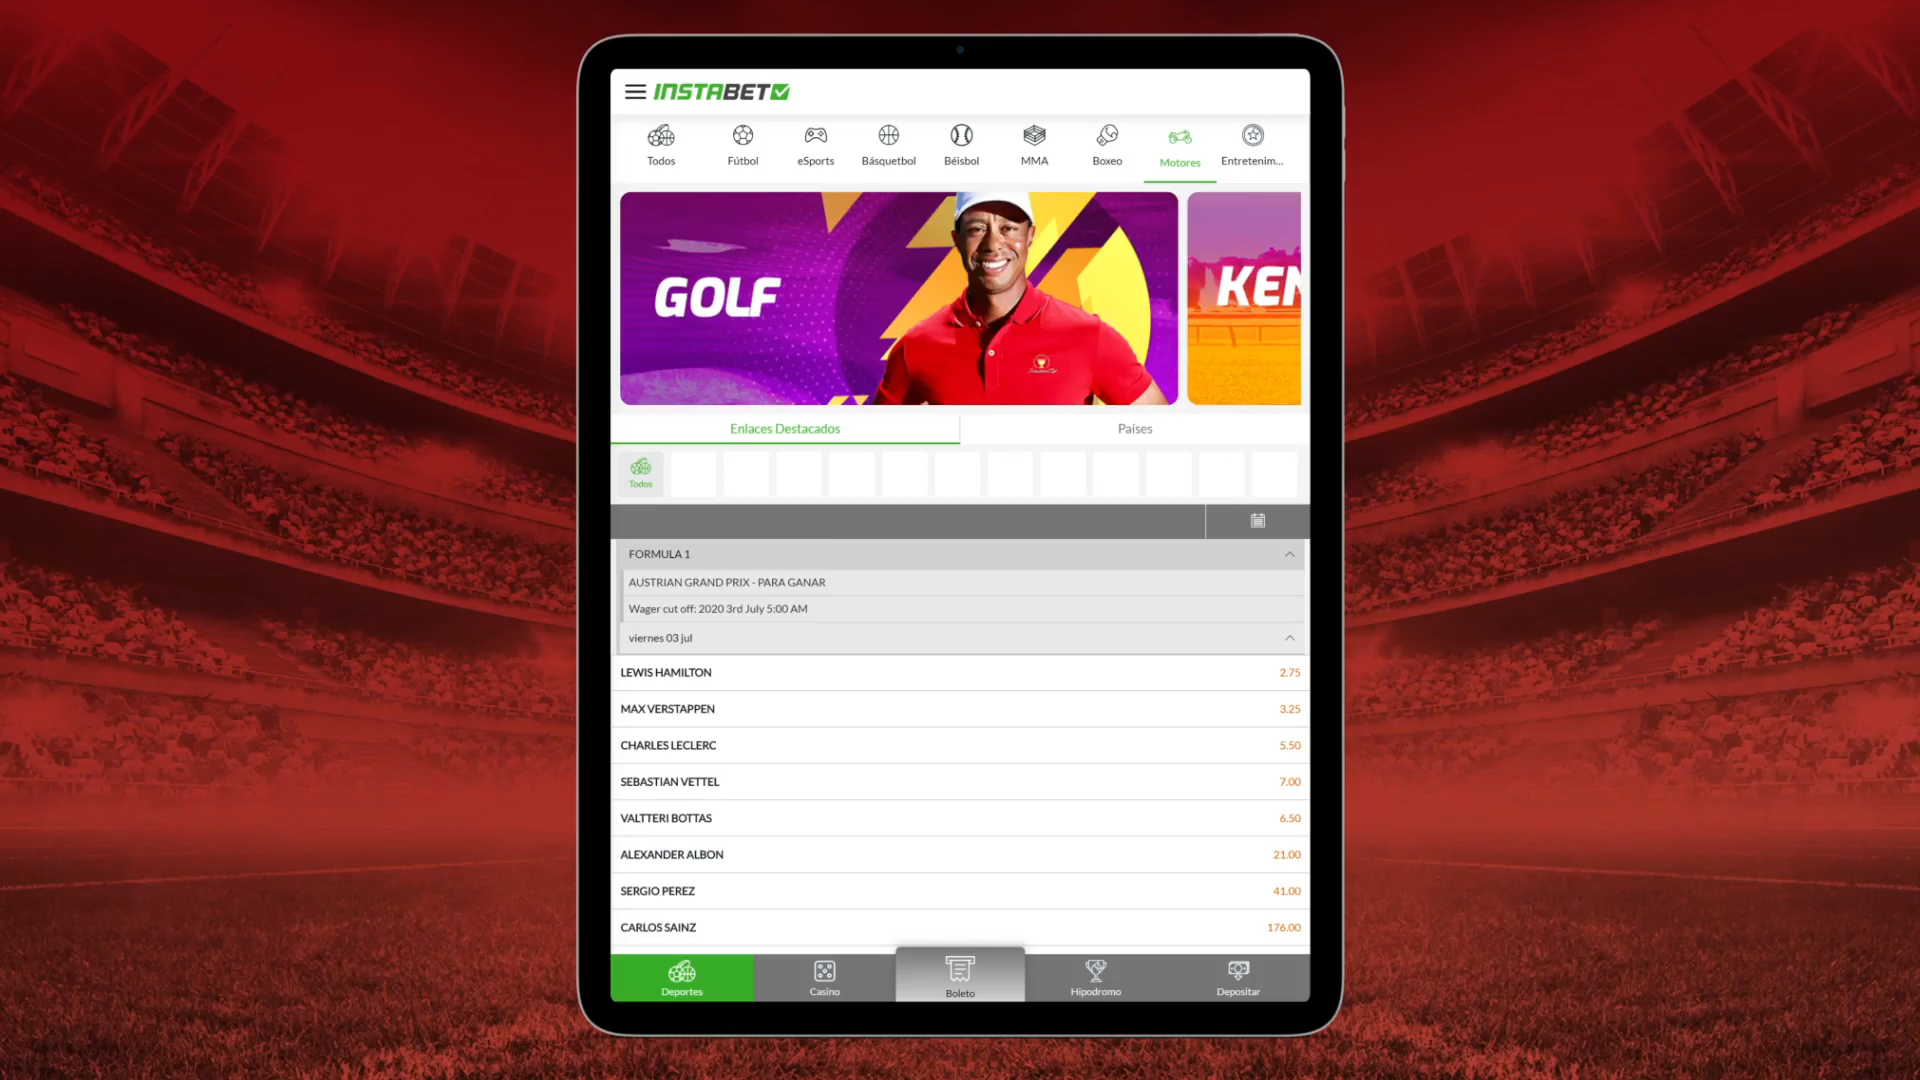 INSTABET
Todos
Fútbol
eSports
Básquetbol
Béisbol
MMA
Boxeo
Motores
Entretenim...
GOLF
KEN
Enlaces Destacados
Países
Todos
FORMULA 1
AUSTRIAN GRAND PRIX - PARA GANAR
Wager cut off: 2020 3rd July 5:00 AM
viernes 03 jul
LEWIS HAMILTON 2.75
MAX VERSTAPPEN 3.25
CHARLES LECLERC 5.50
SEBASTIAN VETTEL 7.00
VALTTERI BOTTAS 6.50
ALEXANDER ALBON 21.00
SERGIO PEREZ 41.00
CARLOS SAINZ 176.00
Deportes
Casino
Boleto
Hipodromo
Depositar